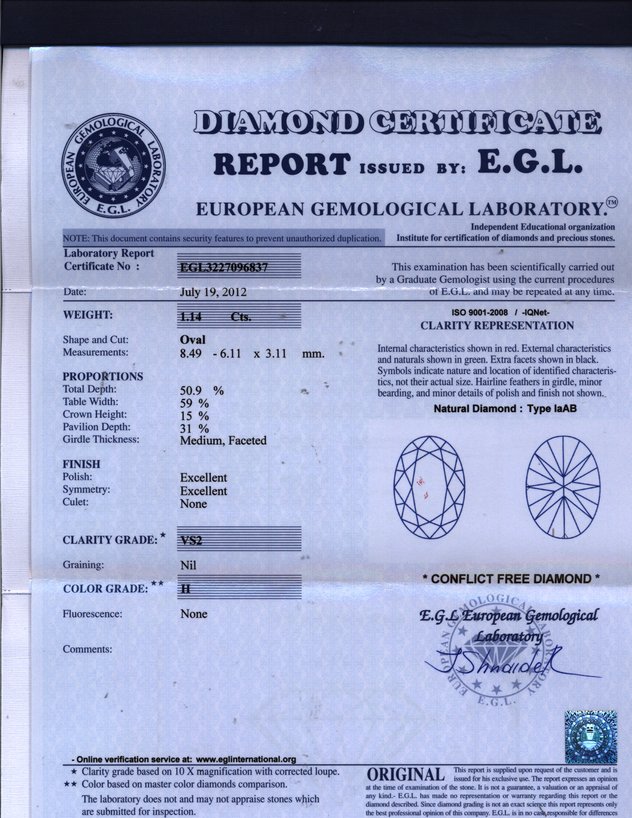 EUROPEAN GEMOLOGICAL LABORATORY
E.G.L.
DIAMOND CERTIFICATE
REPORT ISSUED BY: E.G.L.
EUROPEAN GEMOLOGICAL LABORATORY.™
Independent Educational organization
NOTE: This document contains security features to prevent unauthorized duplication.
Institute for certification of diamonds and precious stones.
Laboratory Report
Certificate No : EGL3227096837
Date: July 19, 2012
This examination has been scientifically carried out
by a Graduate Gemologist using the current procedures
of E.G.L. and may be repeated at any time.
WEIGHT: 1.14 Cts.
Shape and Cut: Oval
Measurements: 8.49 - 6.11 x 3.11 mm.
PROPORTIONS
Total Depth: 50.9 %
Table Width: 59 %
Crown Height: 15 %
Pavilion Depth: 31 %
Girdle Thickness: Medium, Faceted
FINISH
Polish: Excellent
Symmetry: Excellent
Culet: None
CLARITY GRADE: * VS2
Graining: Nil
COLOR GRADE: ** H
Fluorescence: None
Comments:
ISO 9001-2008 / -IQNet-
CLARITY REPRESENTATION
Internal characteristics shown in red. External characteristics
and naturals shown in green. Extra facets shown in black.
Symbols indicate nature and location of identified characteris-
tics, not their actual size. Hairline feathers in girdle, minor
bearding, and minor details of polish and finish not shown.
Natural Diamond : Type IaAB
* CONFLICT FREE DIAMOND *
E.G.L European Gemological
Laboratory
E.G.L.
- Online verification service at: www.eglinternational.org
★ Clarity grade based on 10 X magnification with corrected loupe.
★★ Color based on master color diamonds comparison.
The laboratory does not and may not appraise stones which
are submitted for inspection.
ORIGINAL This report is supplied upon request of the customer and is
issued for his exclusive use. The report expresses an opinion
at the time of examination of the stone. It is not a guarantee, a valuation or an appraisal of
any kind.- E.G.L. has made no representation or warranty regarding this report or the
diamond described. Since diamond grading is not an exact science this report represents only
the best professional opinion of this company. E.G.L. is in no case responsible for differences